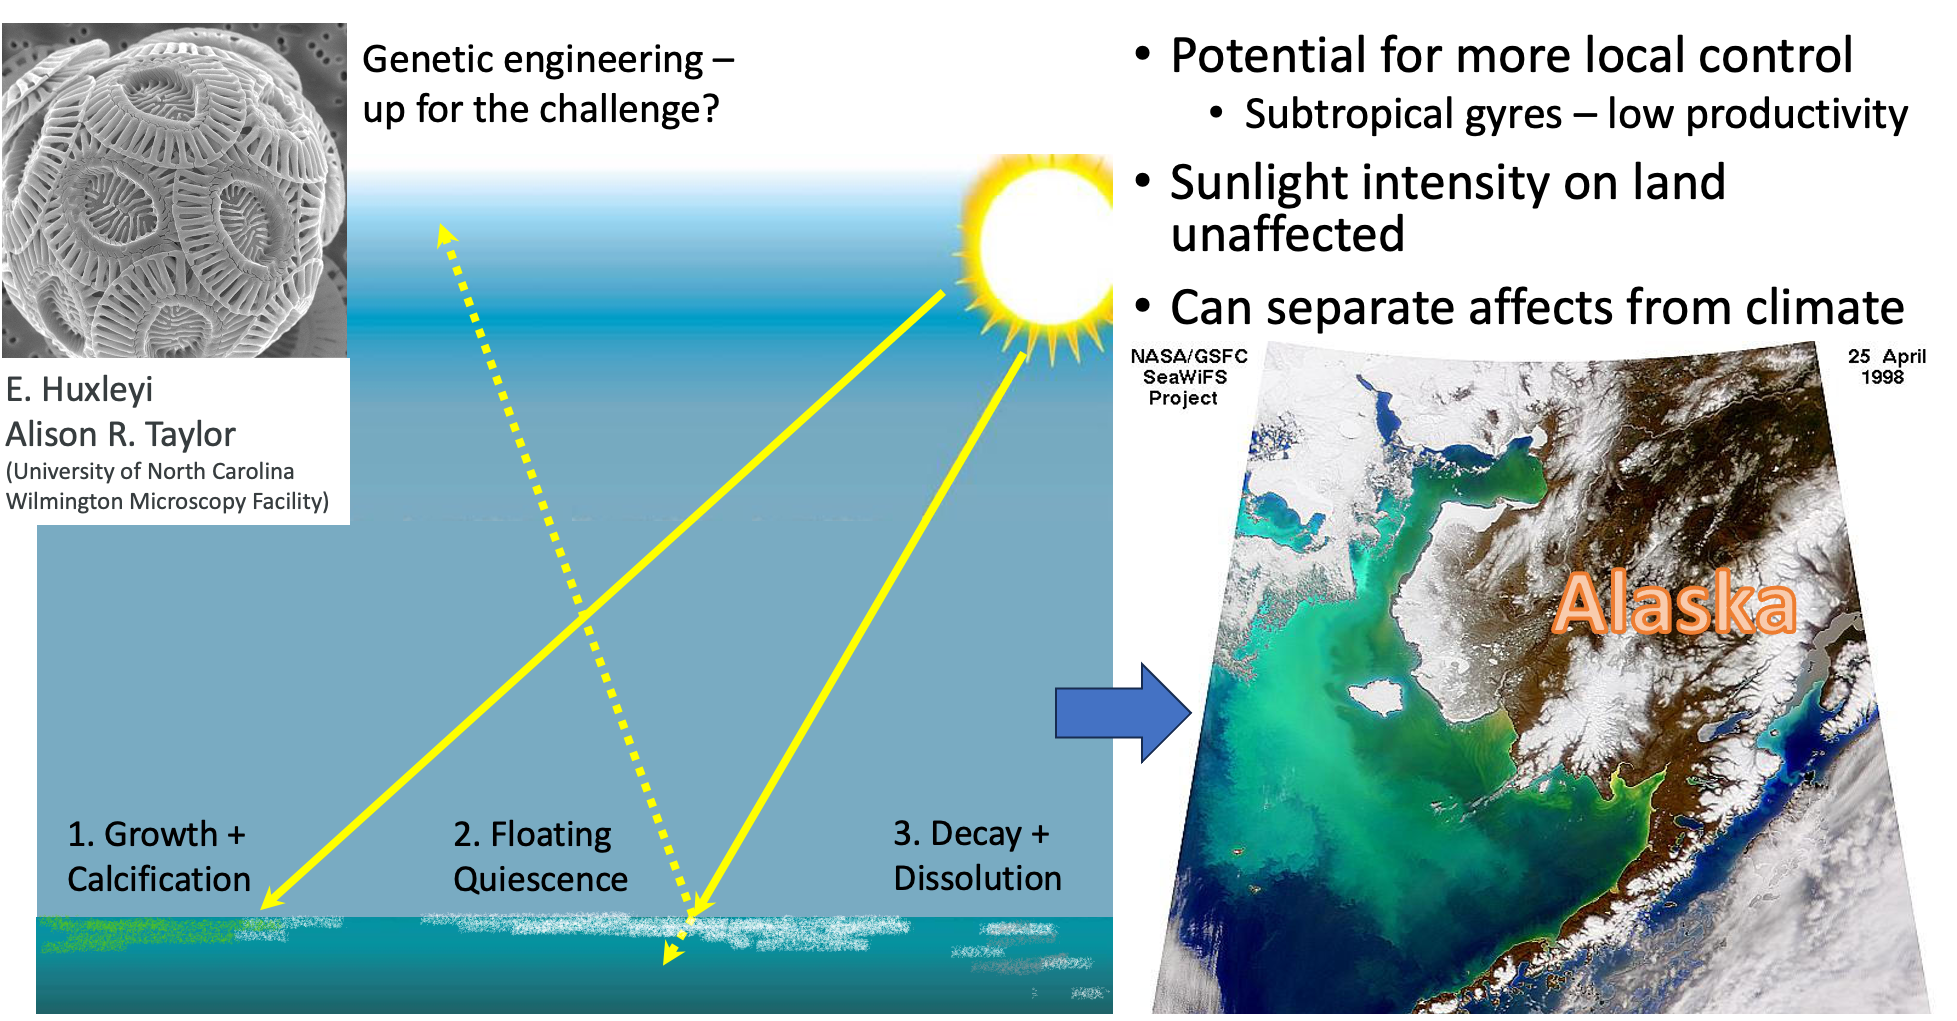 Genetic engineering –
up for the challenge?
E. Huxleyi
Alison R. Taylor
(University of North Carolina
Wilmington Microscopy Facility)
1. Growth +
Calcification
2. Floating
Quiescence
3. Decay +
Dissolution
• Potential for more local control
• Subtropical gyres – low productivity
• Sunlight intensity on land
unaffected
• Can separate affects from climate
NASA/GSFC
SeaWiFS
Project
25 April
1998
Alaska